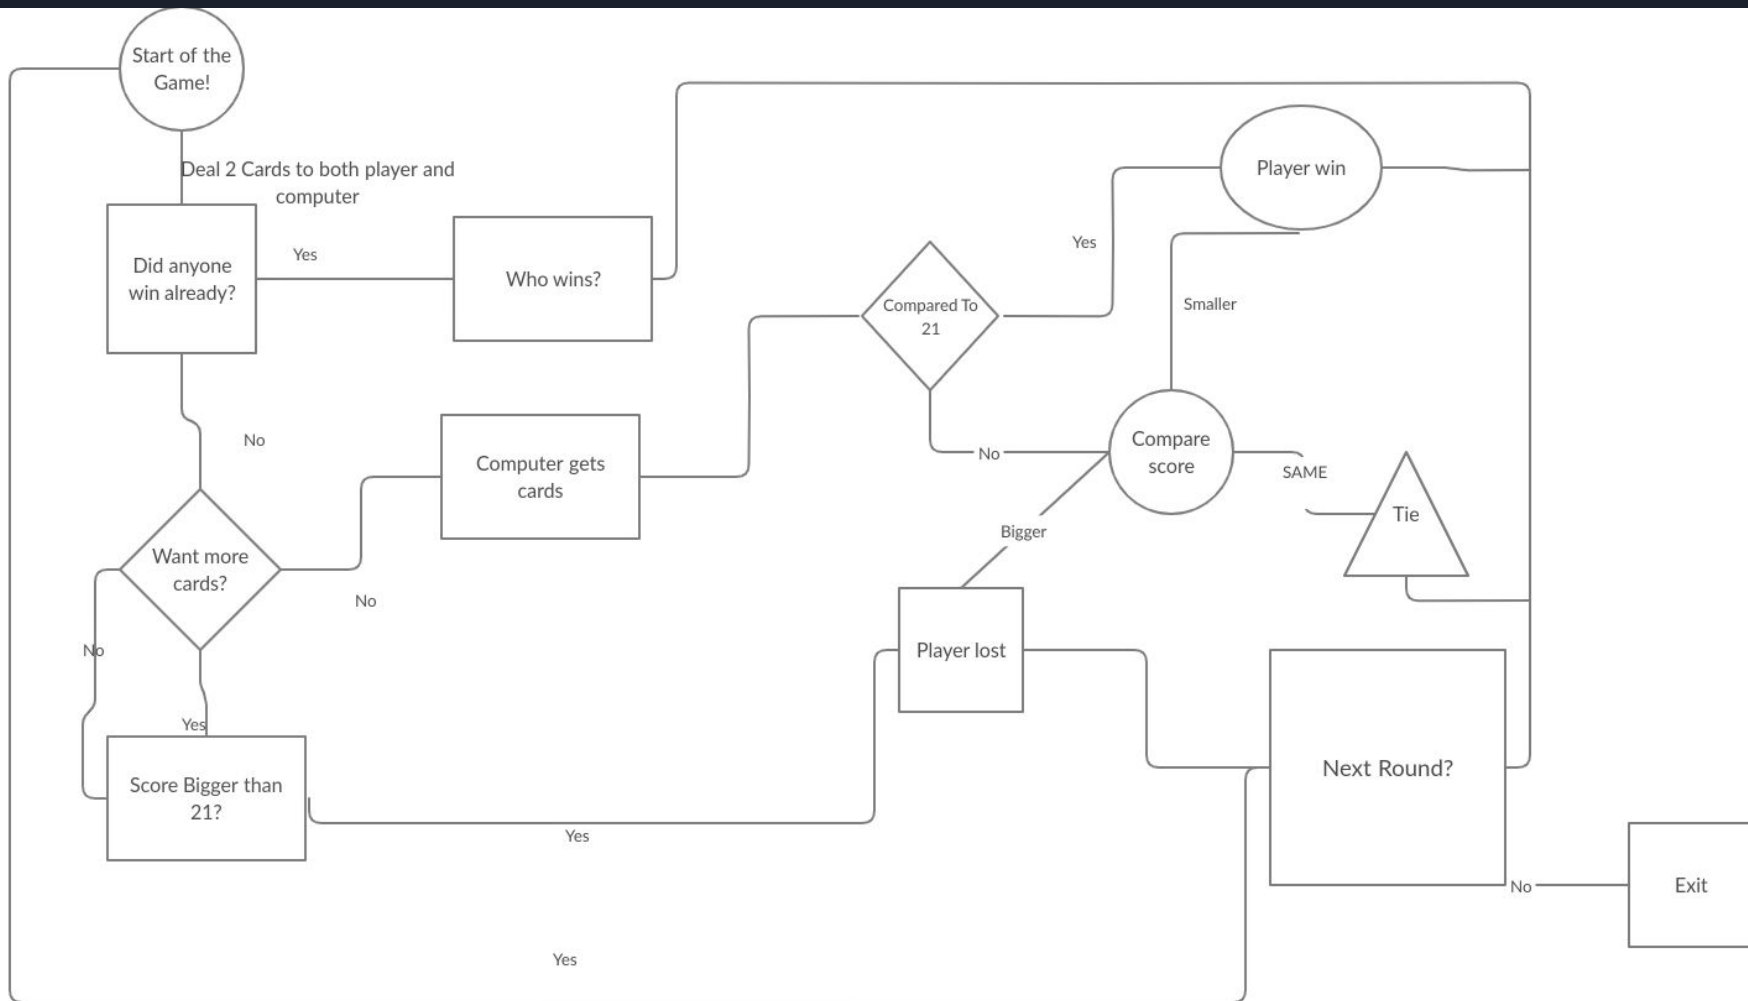 Start of the
Game!
Deal 2 Cards to both player and
computer
Did anyone
win already?
Yes
Who wins?
No
Want more
cards?
No
No
Yes
Score Bigger than
21?
Yes
Computer gets
cards
Compared To
21
Yes
No
Player win
Smaller
Compare
score
SAME
Tie
Bigger
Player lost
Next Round?
No
Exit
Yes